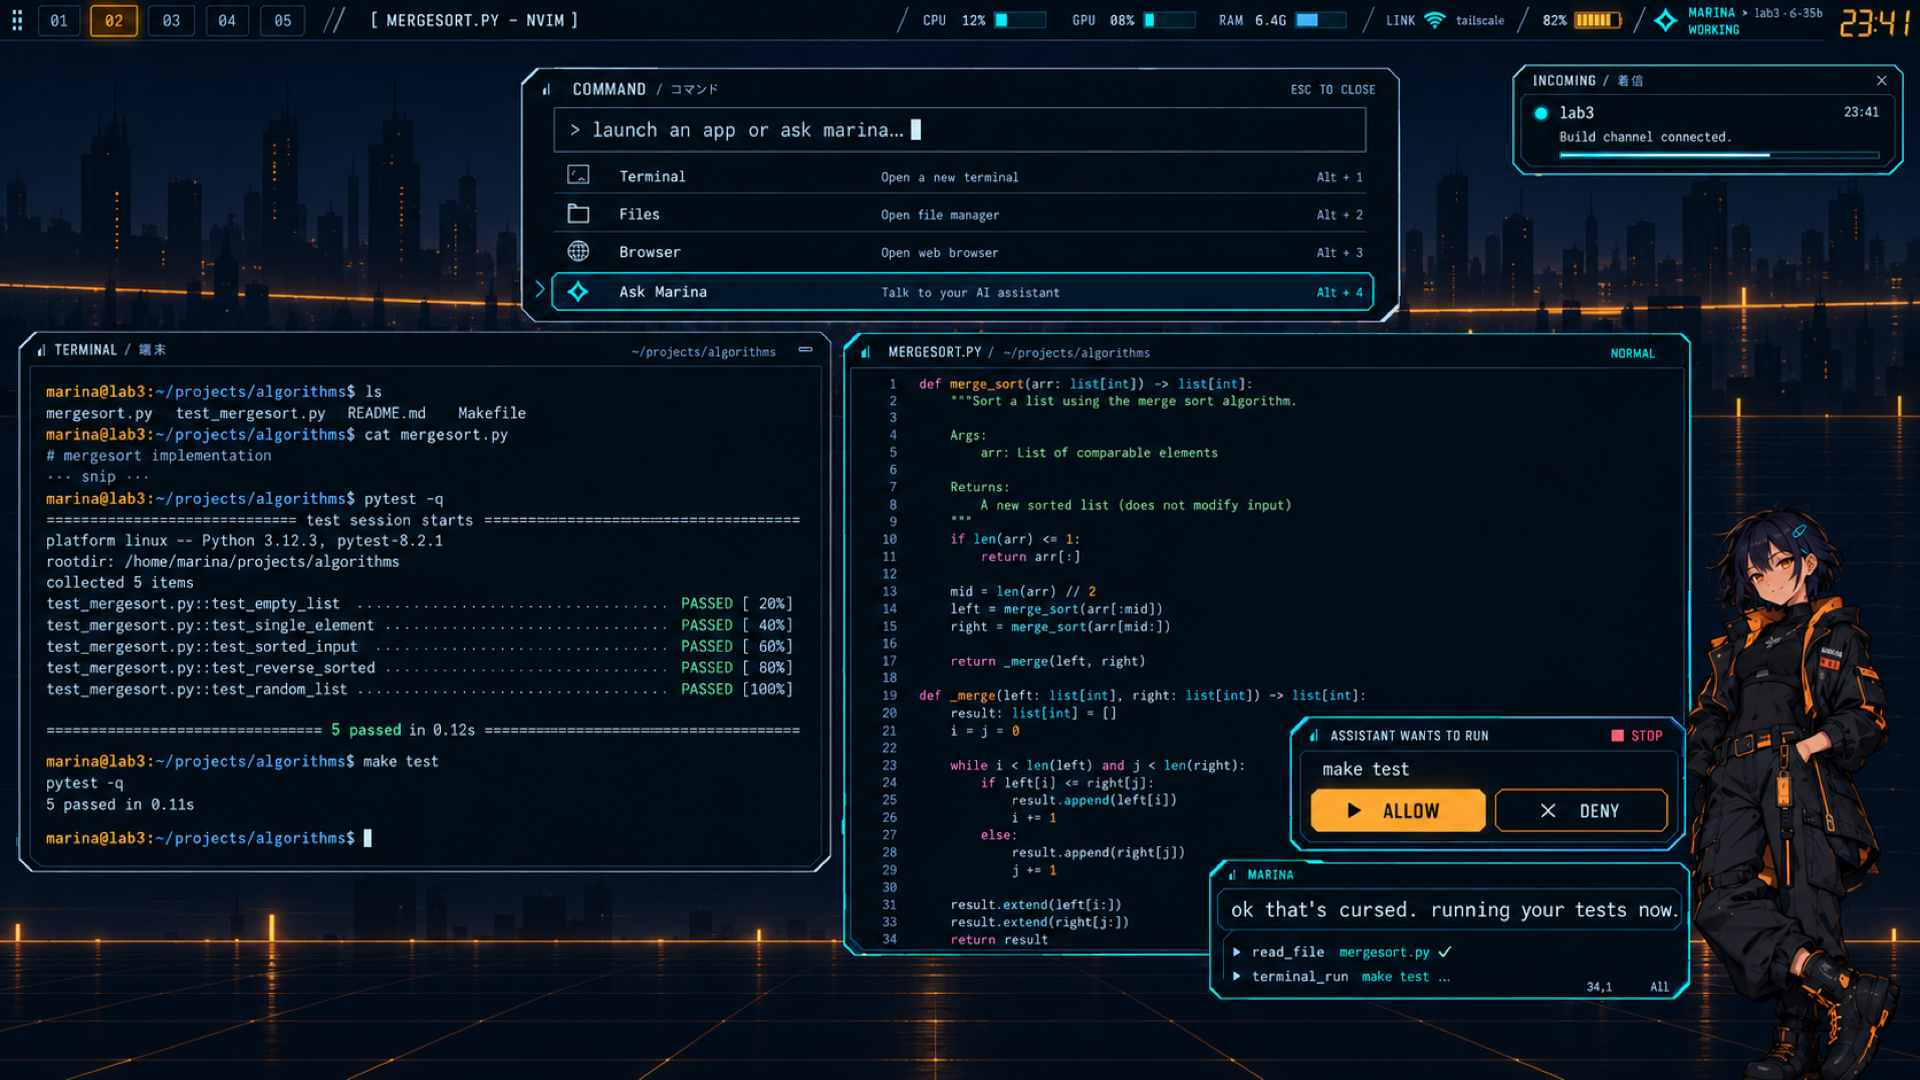 01 02 03 04 05 // [ MERGESORT.PY - NVIM ]
CPU 12% GPU 08% RAM 6.4G LINK tailscale 82% MARINA > lab3-6-35b
WORKING
23:41
COMMAND / コマンド ESC TO CLOSE
> launch an app or ask marina...
Terminal Open a new terminal Alt + 1
Files Open file manager Alt + 2
Browser Open web browser Alt + 3
> Ask Marina Talk to your AI assistant Alt + 4
INCOMING / 着信
lab3 23:41
Build channel connected.
TERMINAL / 端末 ~/projects/algorithms
marina@lab3:~/projects/algorithms$ ls
mergesort.py test_mergesort.py README.md Makefile
marina@lab3:~/projects/algorithms$ cat mergesort.py
# mergesort implementation
··· snip ···
marina@lab3:~/projects/algorithms$ pytest -q
============================ test session starts ===================================
platform linux -- Python 3.12.3, pytest-8.2.1
rootdir: /home/marina/projects/algorithms
collected 5 items
test_mergesort.py::test_empty_list .................................. PASSED [ 20%]
test_mergesort.py::test_single_element ............................... PASSED [ 40%]
test_mergesort.py::test_sorted_input ................................ PASSED [ 60%]
test_mergesort.py::test_reverse_sorted ............................... PASSED [ 80%]
test_mergesort.py::test_random_list .................................. PASSED [100%]
=============================== 5 passed in 0.12s ===================================
marina@lab3:~/projects/algorithms$ make test
pytest -q
5 passed in 0.11s
marina@lab3:~/projects/algorithms$
MERGESORT.PY / ~/projects/algorithms NORMAL
1 def merge_sort(arr: list[int]) -> list[int]:
2 """Sort a list using the merge sort algorithm.
3
4 Args:
5 arr: List of comparable elements
6
7 Returns:
8 A new sorted list (does not modify input)
9 """
10 if len(arr) <= 1:
11 return arr[:]
12
13 mid = len(arr) // 2
14 left = merge_sort(arr[:mid])
15 right = merge_sort(arr[mid:])
16
17 return _merge(left, right)
18
19 def _merge(left: list[int], right: list[int]) -> list[int]:
20 result: list[int] = []
21 i = j = 0
22
23 while i < len(left) and j < len(right):
24 if left[i] <= right[j]:
25 result.append(left[i])
26 i += 1
27 else:
28 result.append(right[j])
29 j += 1
30
31 result.extend(left[i:])
33 result.extend(right[j:])
34 return result
ASSISTANT WANTS TO RUN STOP
make test
ALLOW DENY
MARINA
ok that's cursed. running your tests now.
read_file mergesort.py ✓
terminal_run make test ...
34,1 All